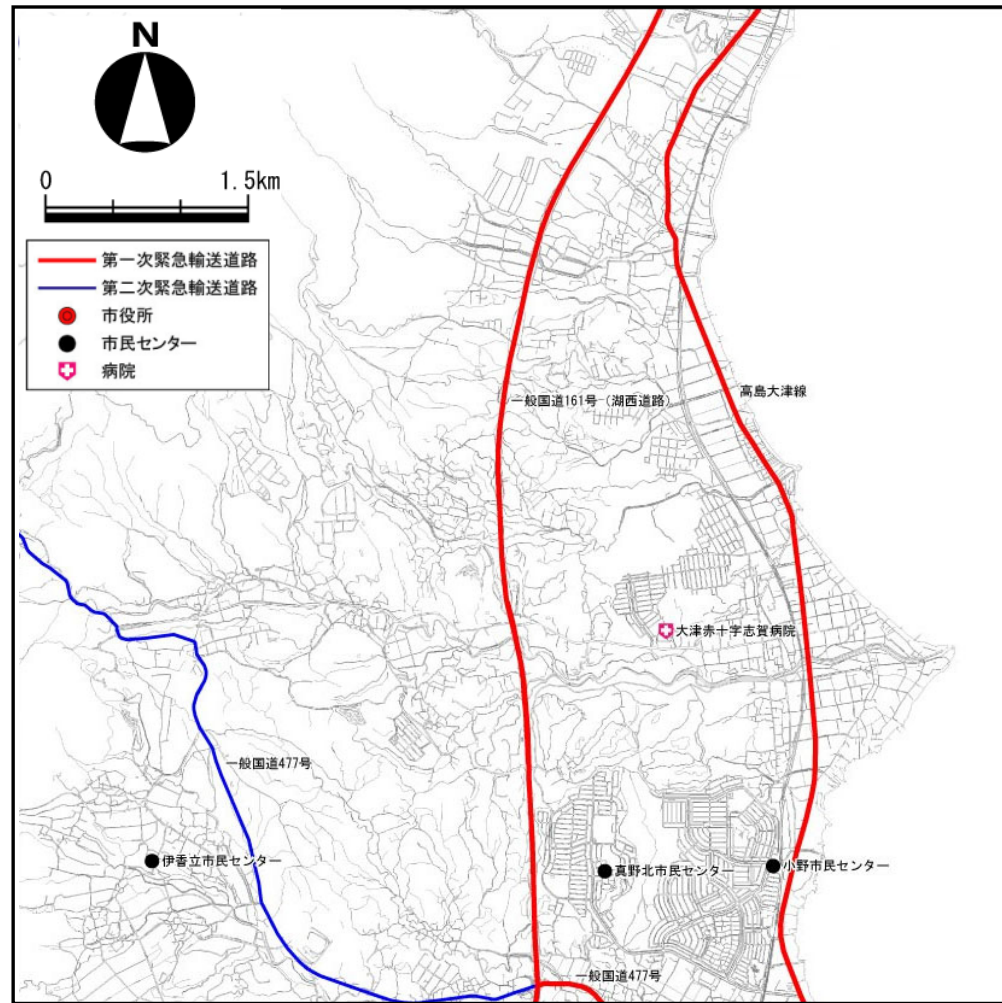 N
0 1.5km
第一次緊急輸送道路
第二次緊急輸送道路
市役所
市民センター
病院
高島大津線
一般国道161号（湖西道路）
大津赤十字志賀病院
一般国道477号
伊香立市民センター
真野北市民センター
小野市民センター
一般国道477号